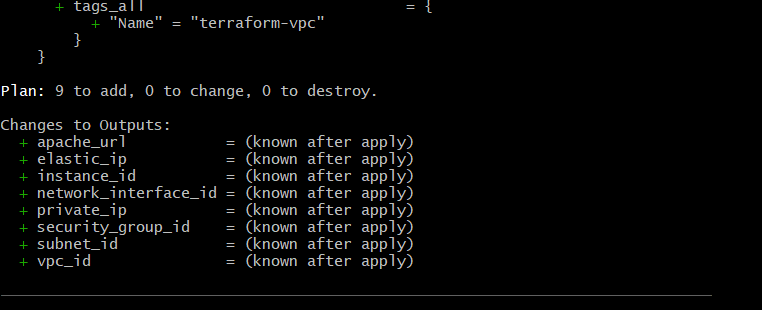 + tags_all = {
+ "Name" = "terraform-vpc"
}
}
Plan: 9 to add, 0 to change, 0 to destroy.
Changes to Outputs:
+ apache_url = (known after apply)
+ elastic_ip = (known after apply)
+ instance_id = (known after apply)
+ network_interface_id = (known after apply)
+ private_ip = (known after apply)
+ security_group_id = (known after apply)
+ subnet_id = (known after apply)
+ vpc_id = (known after apply)